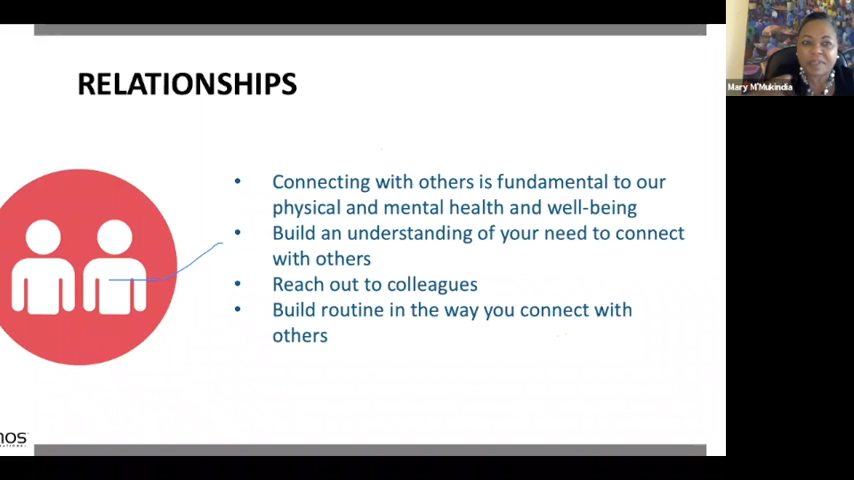 RELATIONSHIPS
Mary M'Mukindia
• Connecting with others is fundamental to our
physical and mental health and well-being
• Build an understanding of your need to connect
with others
• Reach out to colleagues
• Build routine in the way you connect with
others
nos